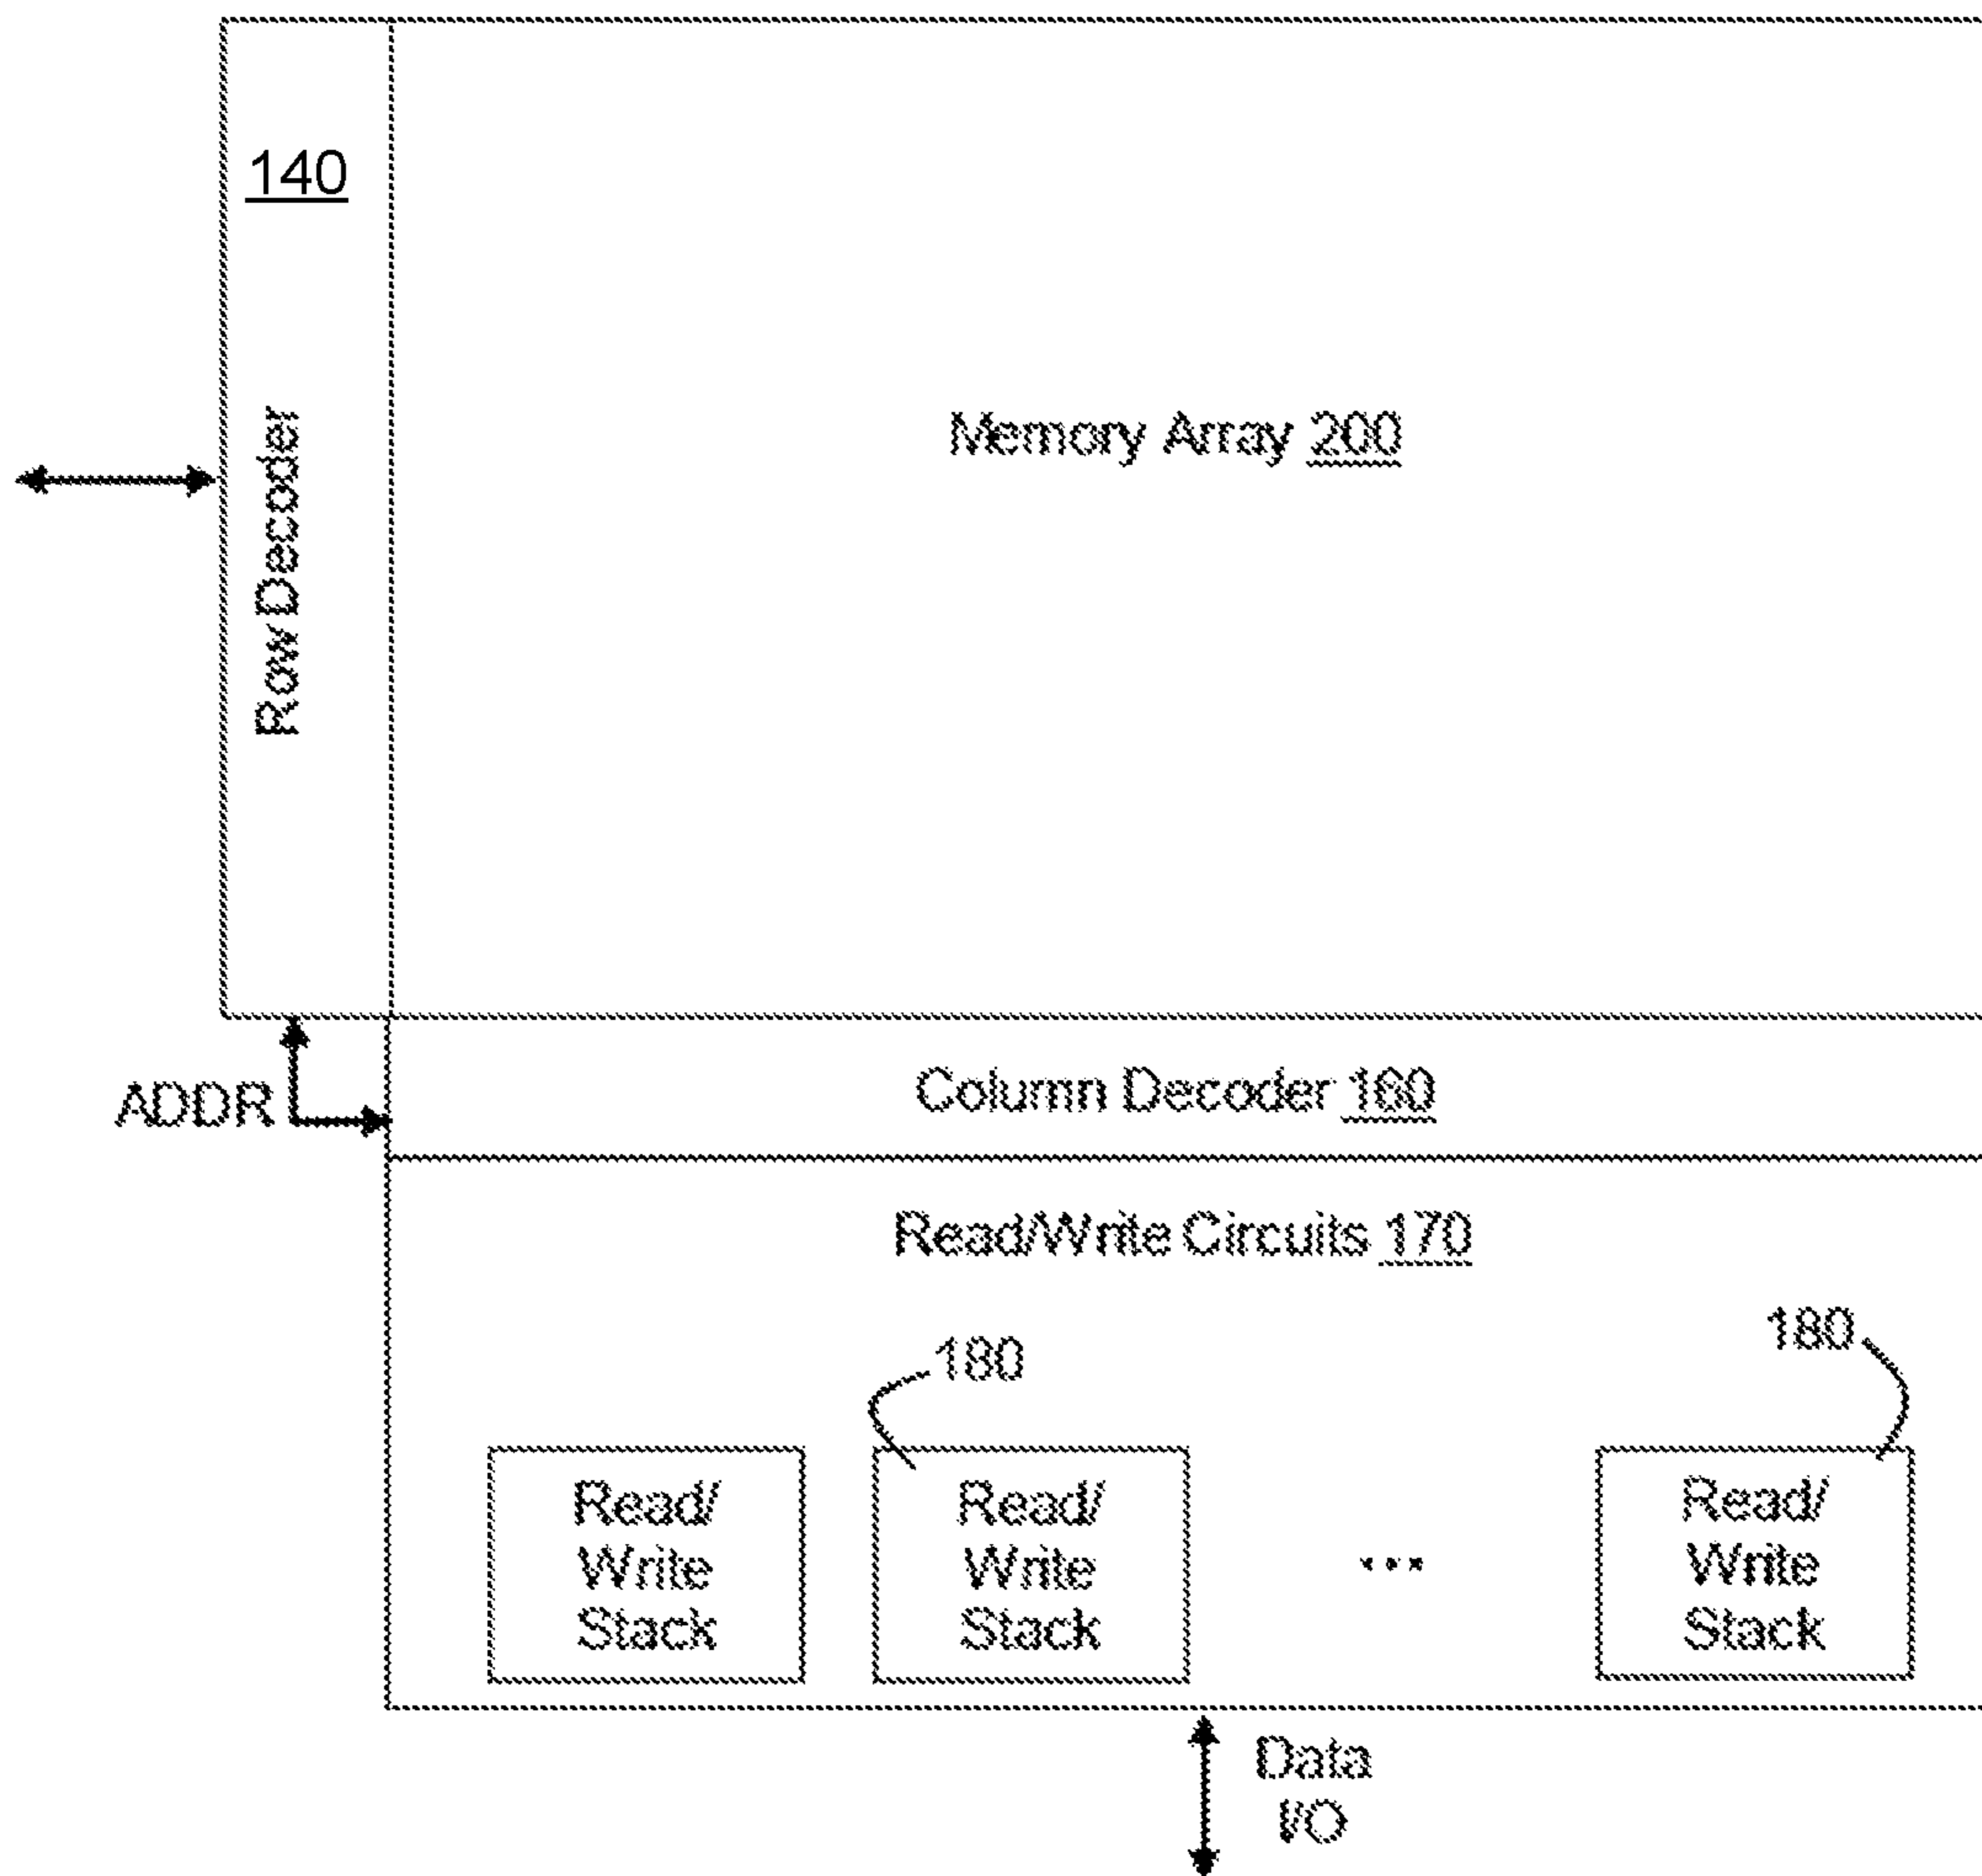 140
Row Decoder
Memory Array 200
ADDR
Column Decoder 160
Read/Write Circuits 170
180
180
Read/
Write
Stack
Read/
Write
Stack
...
Read/
Write
Stack
Data
I/O